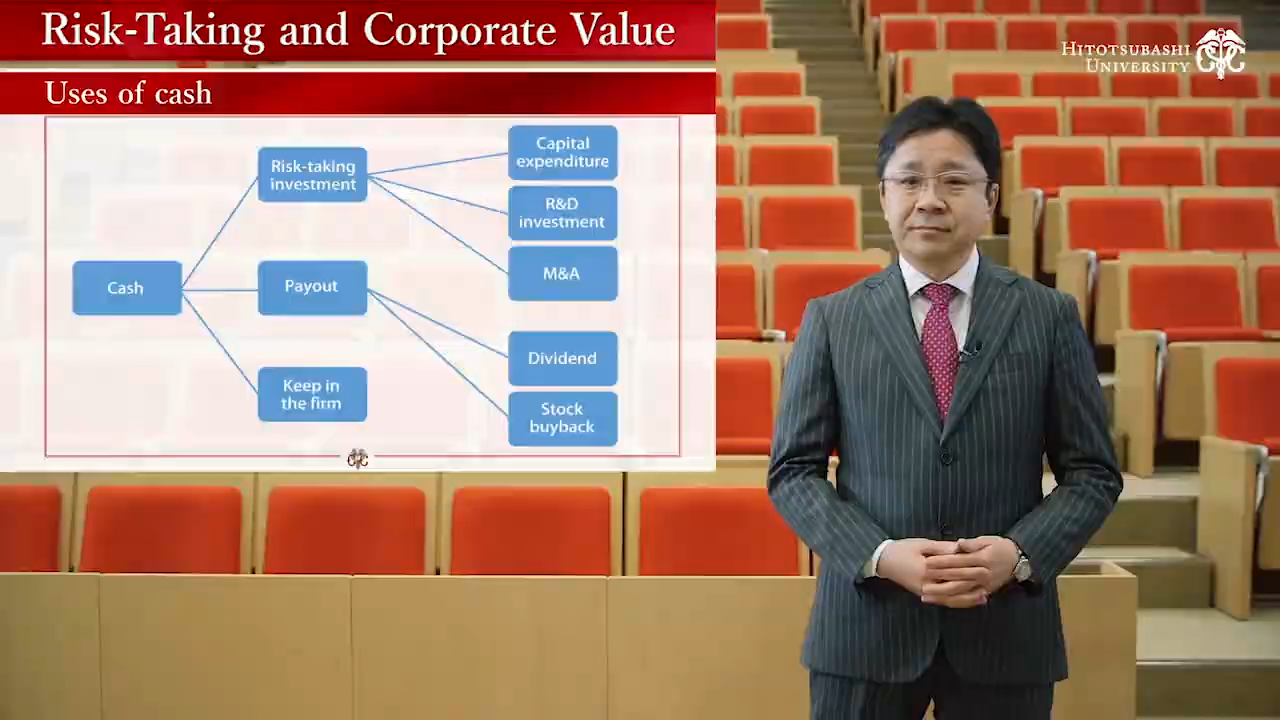 Risk-Taking and Corporate Value
Uses of cash
HITOTSUBASHI
UNIVERSITY
Cash
Risk-taking
investment
Payout
Keep in
the firm
Capital
expenditure
R&D
investment
M&A
Dividend
Stock
buyback